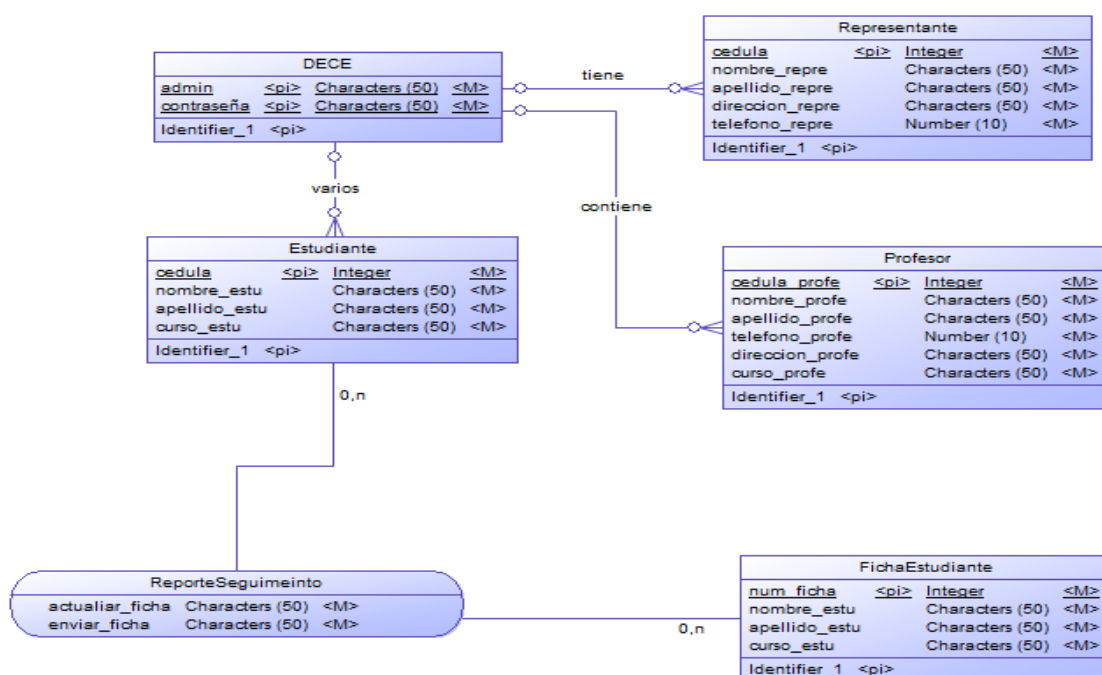 DECE
admin <pi> Characters (50) <M>
contraseña <pi> Characters (50) <M>
Identifier_1 <pi>
tiene
Representante
cedula <pi> Integer <M>
nombre_repre Characters (50) <M>
apellido_repre Characters (50) <M>
direccion_repre Characters (50) <M>
telefono_repre Number (10) <M>
Identifier_1 <pi>
varios
contiene
Estudiante
cedula <pi> Integer <M>
nombre_estu Characters (50) <M>
apellido_estu Characters (50) <M>
curso_estu Characters (50) <M>
Identifier_1 <pi>
Profesor
cedula_profe <pi> Integer <M>
nombre_profe Characters (50) <M>
apellido_profe Characters (50) <M>
telefono_profe Number (10) <M>
direccion_profe Characters (50) <M>
curso_profe Characters (50) <M>
Identifier_1 <pi>
0,n
ReporteSeguimeinto
actualiar_ficha Characters (50) <M>
enviar_ficha Characters (50) <M>
0,n
FichaEstudiante
num_ficha <pi> Integer <M>
nombre_estu Characters (50) <M>
apellido_estu Characters (50) <M>
curso_estu Characters (50) <M>
Identifier_1 <pi>